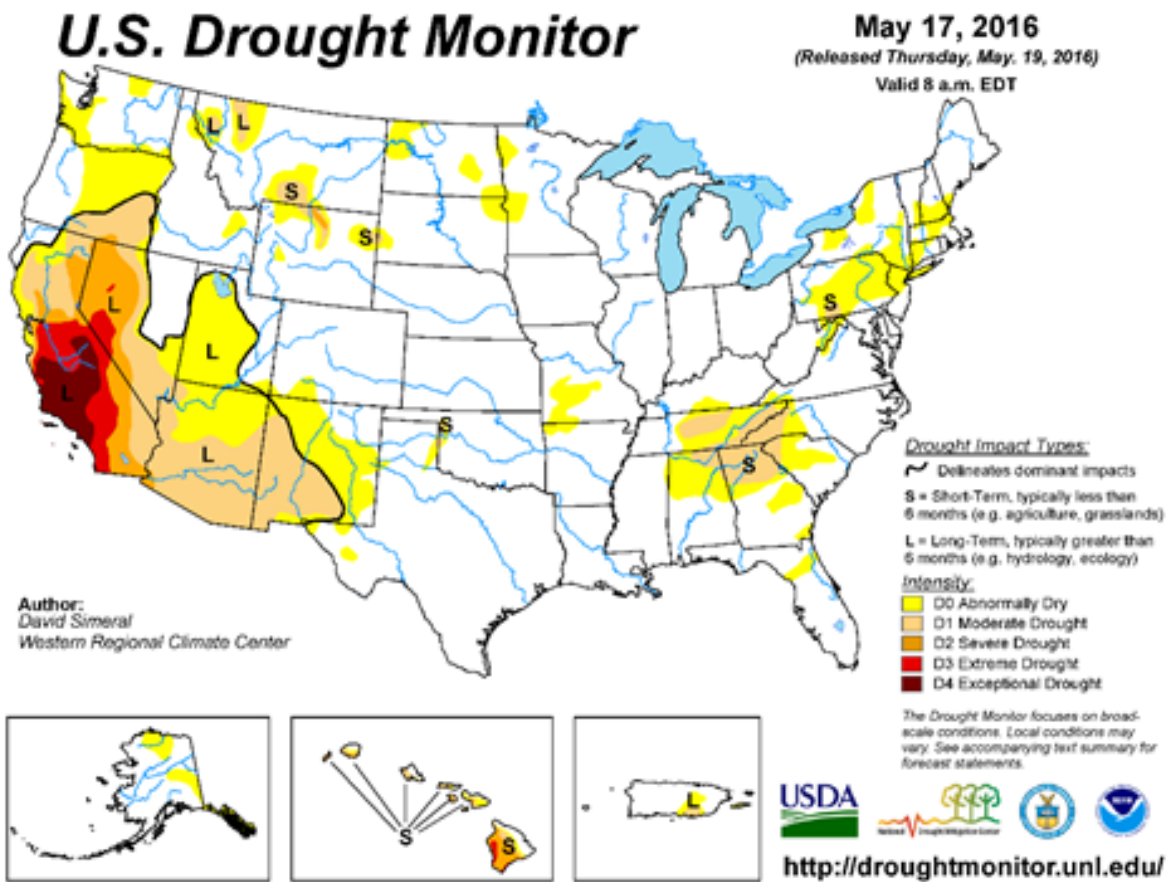 U.S. Drought Monitor
May 17, 2016
(Released Thursday, May. 19, 2016)
Valid 8 a.m. EDT
L
L
S
S
L
L
L
L
S
S
S
Drought Impact Types:
Delineates dominant impacts
S = Short-Term, typically less than
6 months (e.g. agriculture, grasslands)
L = Long-Term, typically greater than
6 months (e.g. hydrology, ecology)
Intensity:
D0 Abnormally Dry
D1 Moderate Drought
D2 Severe Drought
D3 Extreme Drought
D4 Exceptional Drought
Author:
David Simeral
Western Regional Climate Center
The Drought Monitor focuses on broad-
scale conditions. Local conditions may
vary. See accompanying text summary for
forecast statements.
S
S
L
USDA
National Drought Mitigation Center
http://droughtmonitor.unl.edu/